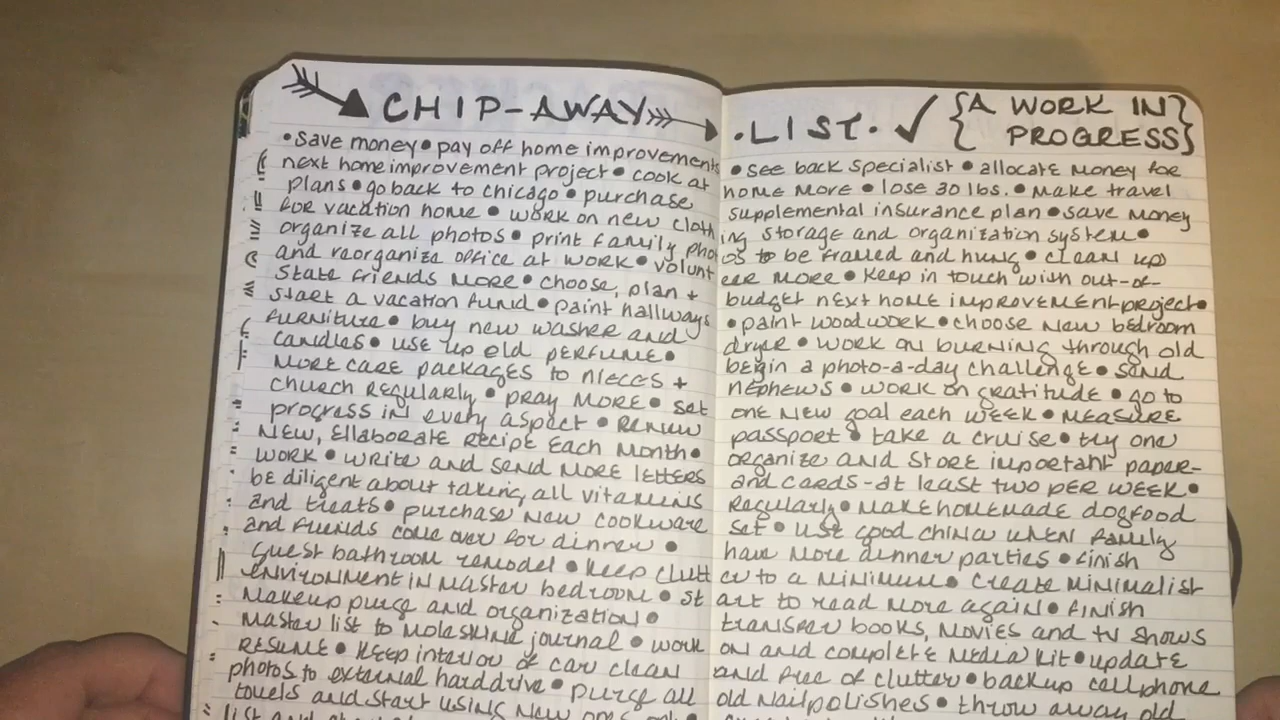 CHIP-AWAY LIST. ✓ {A WORK IN PROGRESS}
• save money • pay off home improvements • see back specialist • allocate money for
next home improvement project • cook at home more • lose 30 lbs. • make travel
plans • go back to chicago • purchase supplemental insurance plan • save money
for vacation home • work on new clothing storage and organization system •
organize all photos • print family photos to be framed and hung • clean up
and reorganize office at work • volunteer more • keep in touch with out-of-
state friends more • choose, plan + budget next home improvement project •
start a vacation fund • paint hallways • paint woodwork • choose new bedroom
furniture • buy new washer and dryer • work on burning through old
candles • use up old perfume • begin a photo-a-day challenge • send
more care packages to nieces + nephews • work on gratitude • go to
church regularly • pray more • set one new goal each week • measure
progress in every aspect • renew passport • take a cruise • try one
new, ellaborate recipe each month • organize and store important paper-
work • write and send more letters and cards - at least two per week •
be diligent about taking all vitamins regularly • make homemade dogfood
and treats • purchase new cookware set • use good china when family
and friends come over for dinner • have more dinner parties • finish
guest bathroom remodel • keep clutter to a minimum • create minimalist
environment in master bedroom • start to read more again • finish
makeup purge and organization • transfer books, movies and tv shows
master list to moleskine journal • work on and complete media kit • update
resume • keep interior of car clean and free of clutter • backup cellphone
photos to external harddrive • purge all old nailpolishes • throw away old
towels and start using new ones only •
list and